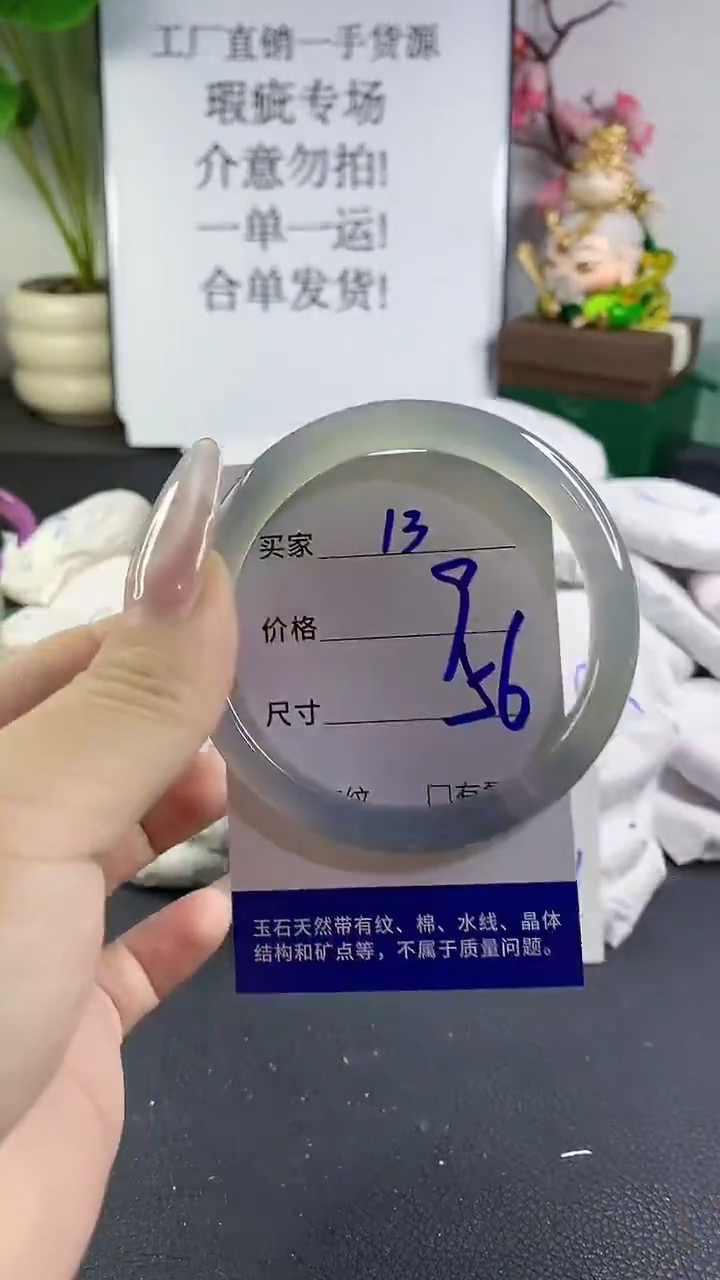 工厂直销一手货源
瑕疵专场
介意勿拍!
一单一运!
合单发货!
买家 13
价格
尺寸 56
纹 口有
玉石天然带有纹、棉、水线、晶体
结构和矿点等，不属于质量问题。